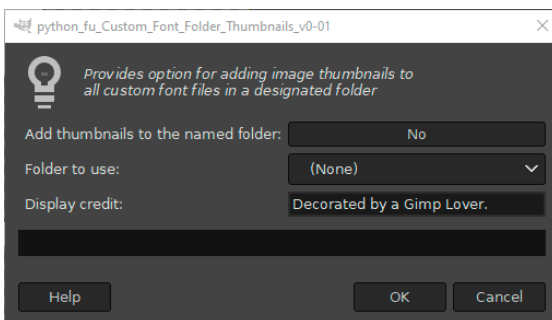 python_fu_Custom_Font_Folder_Thumbnails_v0-01
Provides option for adding image thumbnails to
all custom font files in a designated folder
Add thumbnails to the named folder: No
Folder to use: (None)
Display credit: Decorated by a Gimp Lover.
Help OK Cancel